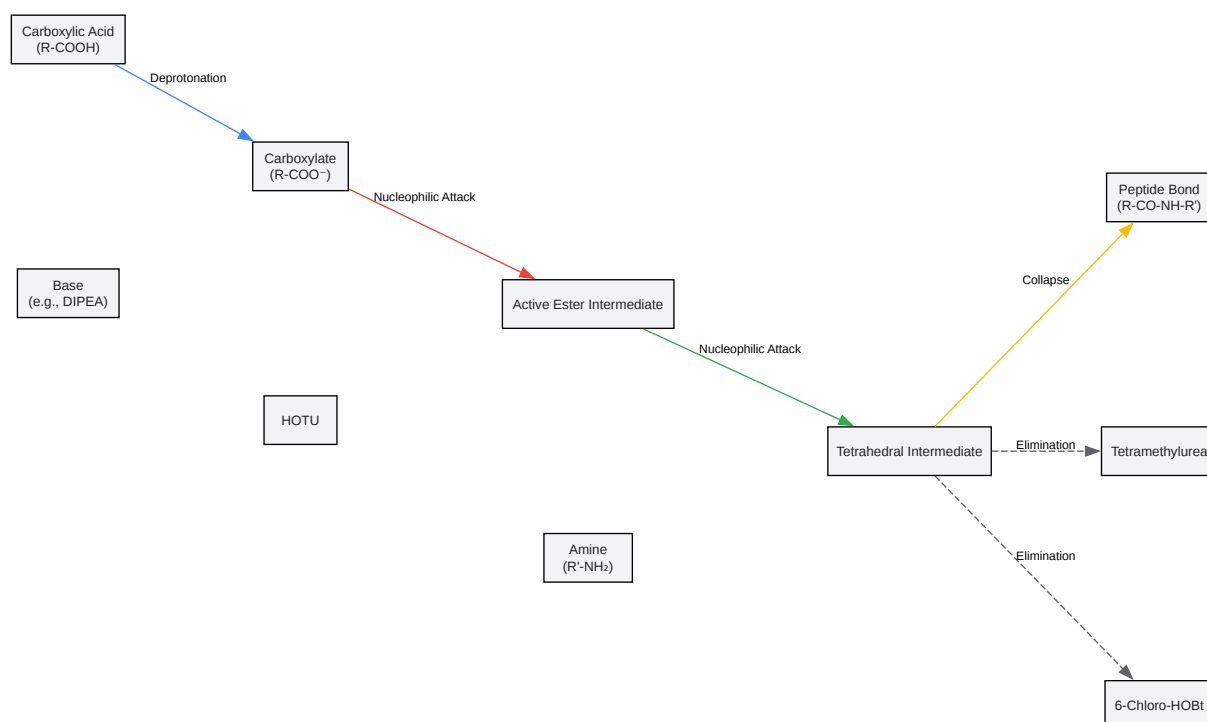 Carboxylic Acid
(R-COOH)
Deprotonation
Carboxylate
(R-COO⁻)
Nucleophilic Attack
Peptide Bond
(R-CO-NH-R')
Base
(e.g., DIPEA)
Active Ester Intermediate
Collapse
Nucleophilic Attack
HOTU
Tetrahedral Intermediate
Elimination
Tetramethylurea
Amine
(R'-NH₂)
Elimination
6-Chloro-HOBt